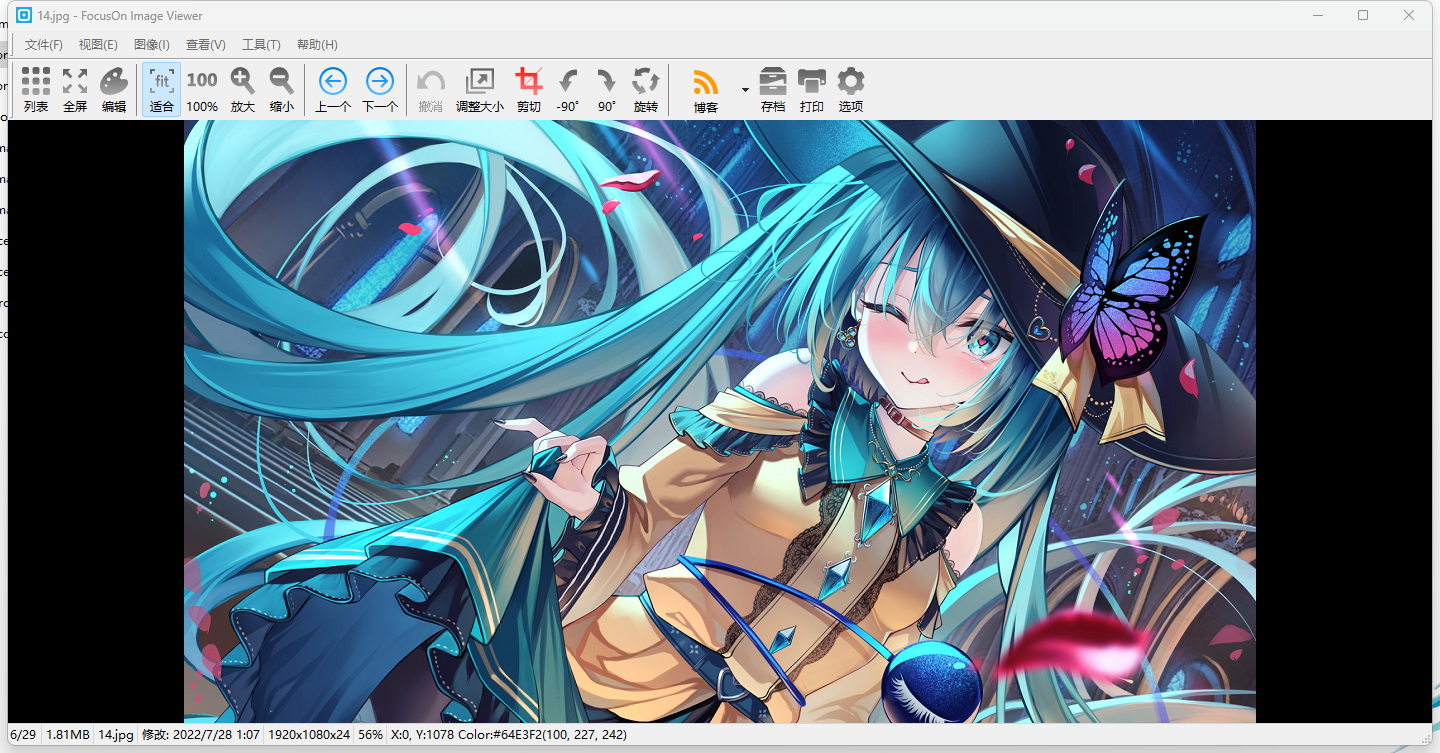 14.jpg - FocusOn Image Viewer
文件(F) 视图(E) 图像(I) 查看(V) 工具(T) 帮助(H)
fit 100
列表 全屏 编辑 适合 100% 放大 缩小 上一个 下一个 撤消 调整大小 剪切 -90° 90° 旋转 博客 存档 打印 选项
6/29 1.81MB 14.jpg 修改: 2022/7/28 1:07 1920x1080x24 56% X:0, Y:1078 Color:#64E3F2(100, 227, 242)